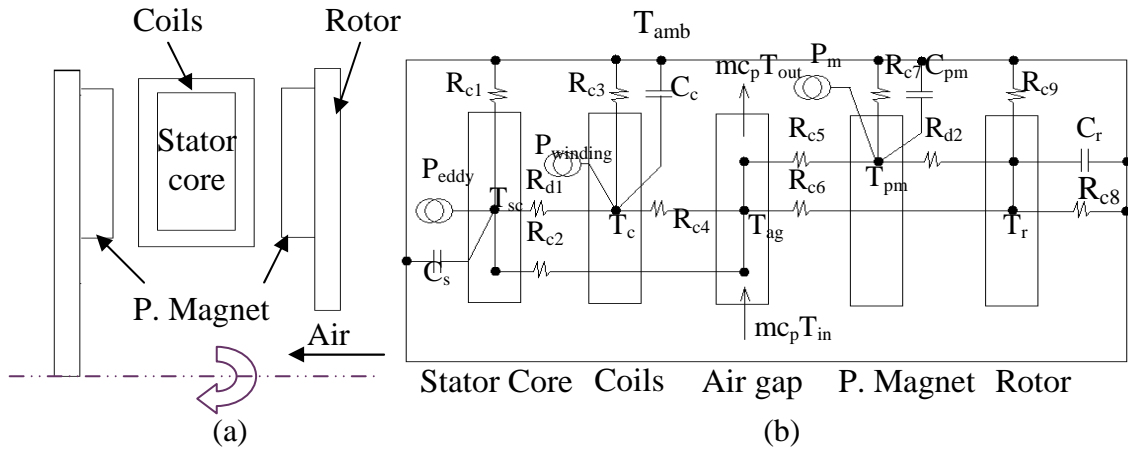 Coils
Rotor
Stator
core
P. Magnet
Air
(a)
T_amb
R_c1
R_c3
C_c
mc_pT_out
P_m
R_c7
C_pm
R_c9
P_eddy
P_winding
R_c5
R_d2
C_r
T_sc
R_d1
T_c
R_c4
T_ag
R_c6
T_pm
T_r
R_c8
R_c2
C_s
mc_pT_in
Stator Core
Coils
Air gap
P. Magnet
Rotor
(b)